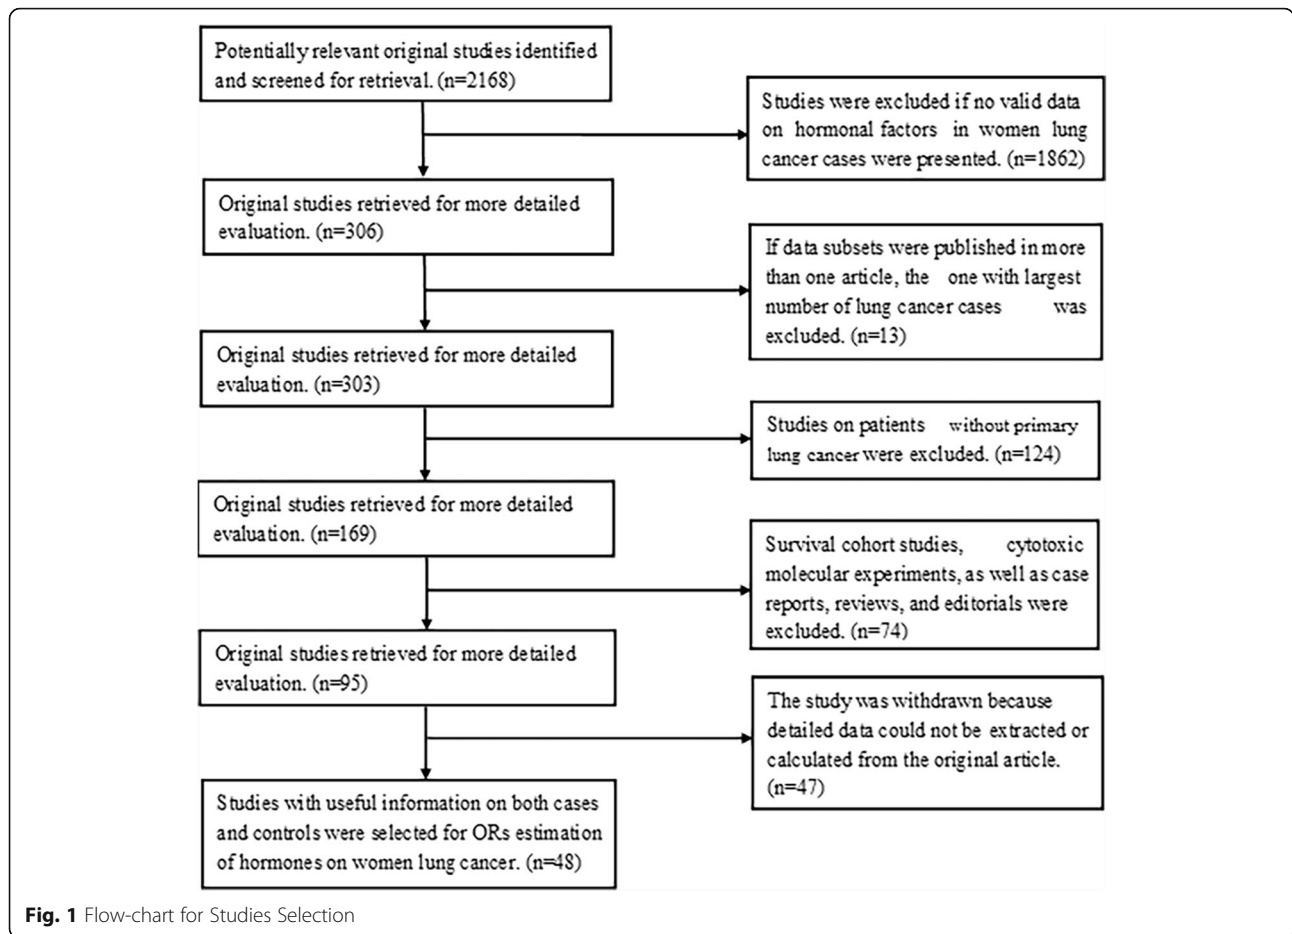 Potentially relevant original studies identified
and screened for retrieval. (n=2168)
Studies were excluded if no valid data
on hormonal factors in women lung
cancer cases were presented. (n=1862)
Original studies retrieved for more detailed
evaluation. (n=306)
If data subsets were published in more
than one article, the one with largest
number of lung cancer cases was
excluded. (n=13)
Original studies retrieved for more detailed
evaluation. (n=303)
Studies on patients without primary
lung cancer were excluded. (n=124)
Original studies retrieved for more detailed
evaluation. (n=169)
Survival cohort studies, cytotoxic
molecular experiments, as well as case
reports, reviews, and editorials were
excluded. (n=74)
Original studies retrieved for more detailed
evaluation. (n=95)
The study was withdrawn because
detailed data could not be extracted or
calculated from the original article.
(n=47)
Studies with useful information on both cases
and controls were selected for ORs estimation
of hormones on women lung cancer. (n=48)
Fig. 1 Flow-chart for Studies Selection